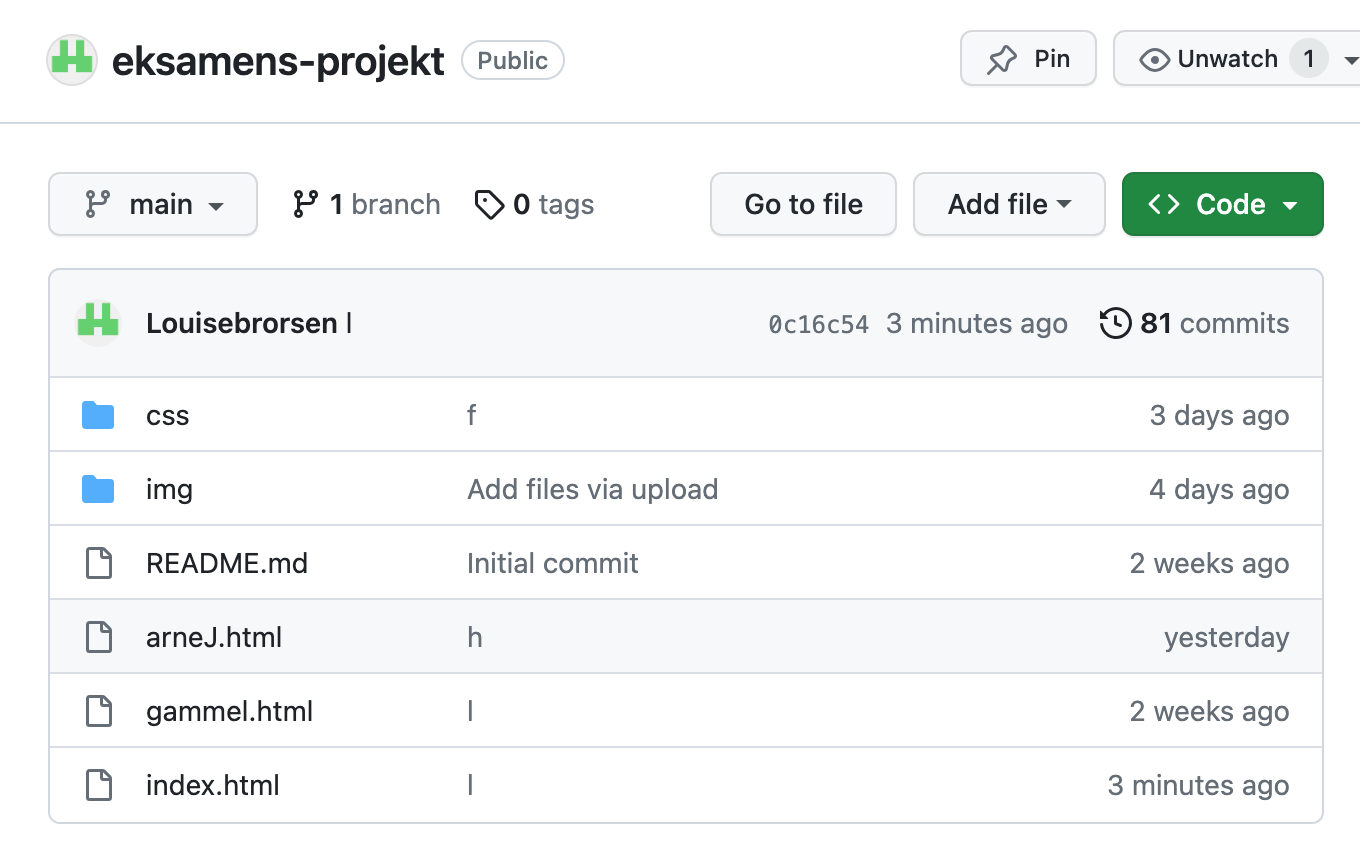 eksamens-projekt Public Pin Unwatch 1
main 1 branch 0 tags Go to file Add file Code
Louisebrorsen l 0c16c54 3 minutes ago 81 commits
css f 3 days ago
img Add files via upload 4 days ago
README.md Initial commit 2 weeks ago
arneJ.html h yesterday
gammel.html l 2 weeks ago
index.html l 3 minutes ago